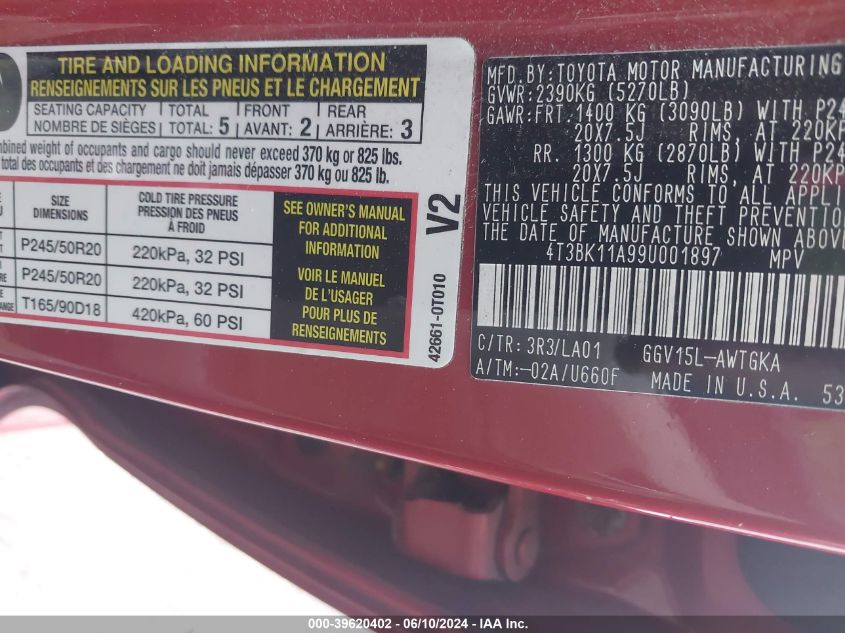 TIRE AND LOADING INFORMATION
RENSEIGNEMENTS SUR LES PNEUS ET LE CHARGEMENT
SEATING CAPACITY TOTAL FRONT REAR
NOMBRE DE SIÈGES TOTAL: 5 AVANT: 2 ARRIÈRE: 3
weight of occupants and cargo should never exceed 370 kg or 825 lbs.
total des occupants et des chargement ne doit jamais dépasser 370 kg ou 825 lb.
SIZE
DIMENSIONS
COLD TIRE PRESSURE
PRESSION DES PNEUS
À FROID
P245/50R20 220kPa, 32 PSI
P245/50R20 220kPa, 32 PSI
T165/90D18 420kPa, 60 PSI
SEE OWNER'S MANUAL
FOR ADDITIONAL
INFORMATION
VOIR LE MANUEL
DE L'USAGER
POUR PLUS DE
RENSEIGNEMENTS
V2
42661-0T010
MFD.BY:TOYOTA MOTOR MANUFACTURING
GVWR:2390KG (5270LB)
GAWR:FRT.1400 KG (3090LB) WITH P24
20X7.5J RIMS, AT 220KP
RR. 1300 KG (2870LB) WITH P24
20X7.5J RIMS, AT 220KP
THIS VEHICLE CONFORMS TO ALL
VEHICLE SAFETY AND THEFT PREVENTION
THE DATE OF MANUFACTURE SHOWN
4T3BK11A99U001897 MPV
C/TR: 3R3/LA01 GGV15L-AWTGKA
A/TM:-02A/U660F MADE IN U.S.A. 53
000-39620402 - 06/10/2024 - IAAI Inc.